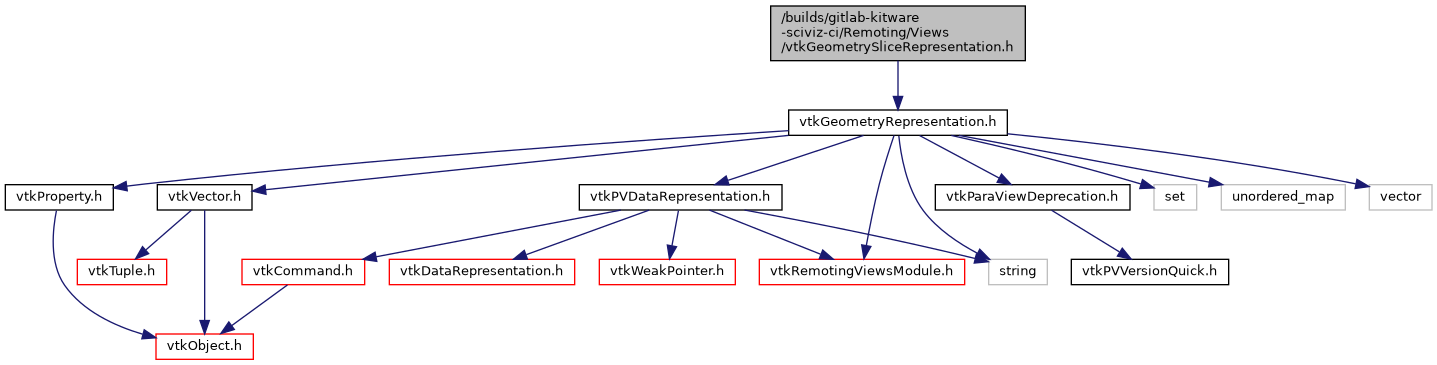 /builds/gitlab-kitware
-sciviz-ci/Remoting/Views
/vtkGeometrySliceRepresentation.h
vtkGeometryRepresentation.h
vtkProperty.h
vtkVector.h
vtkPVDataRepresentation.h
vtkParaViewDeprecation.h
set
unordered_map
vector
vtkTuple.h
vtkCommand.h
vtkDataRepresentation.h
vtkWeakPointer.h
vtkRemotingViewsModule.h
string
vtkPVVersionQuick.h
vtkObject.h